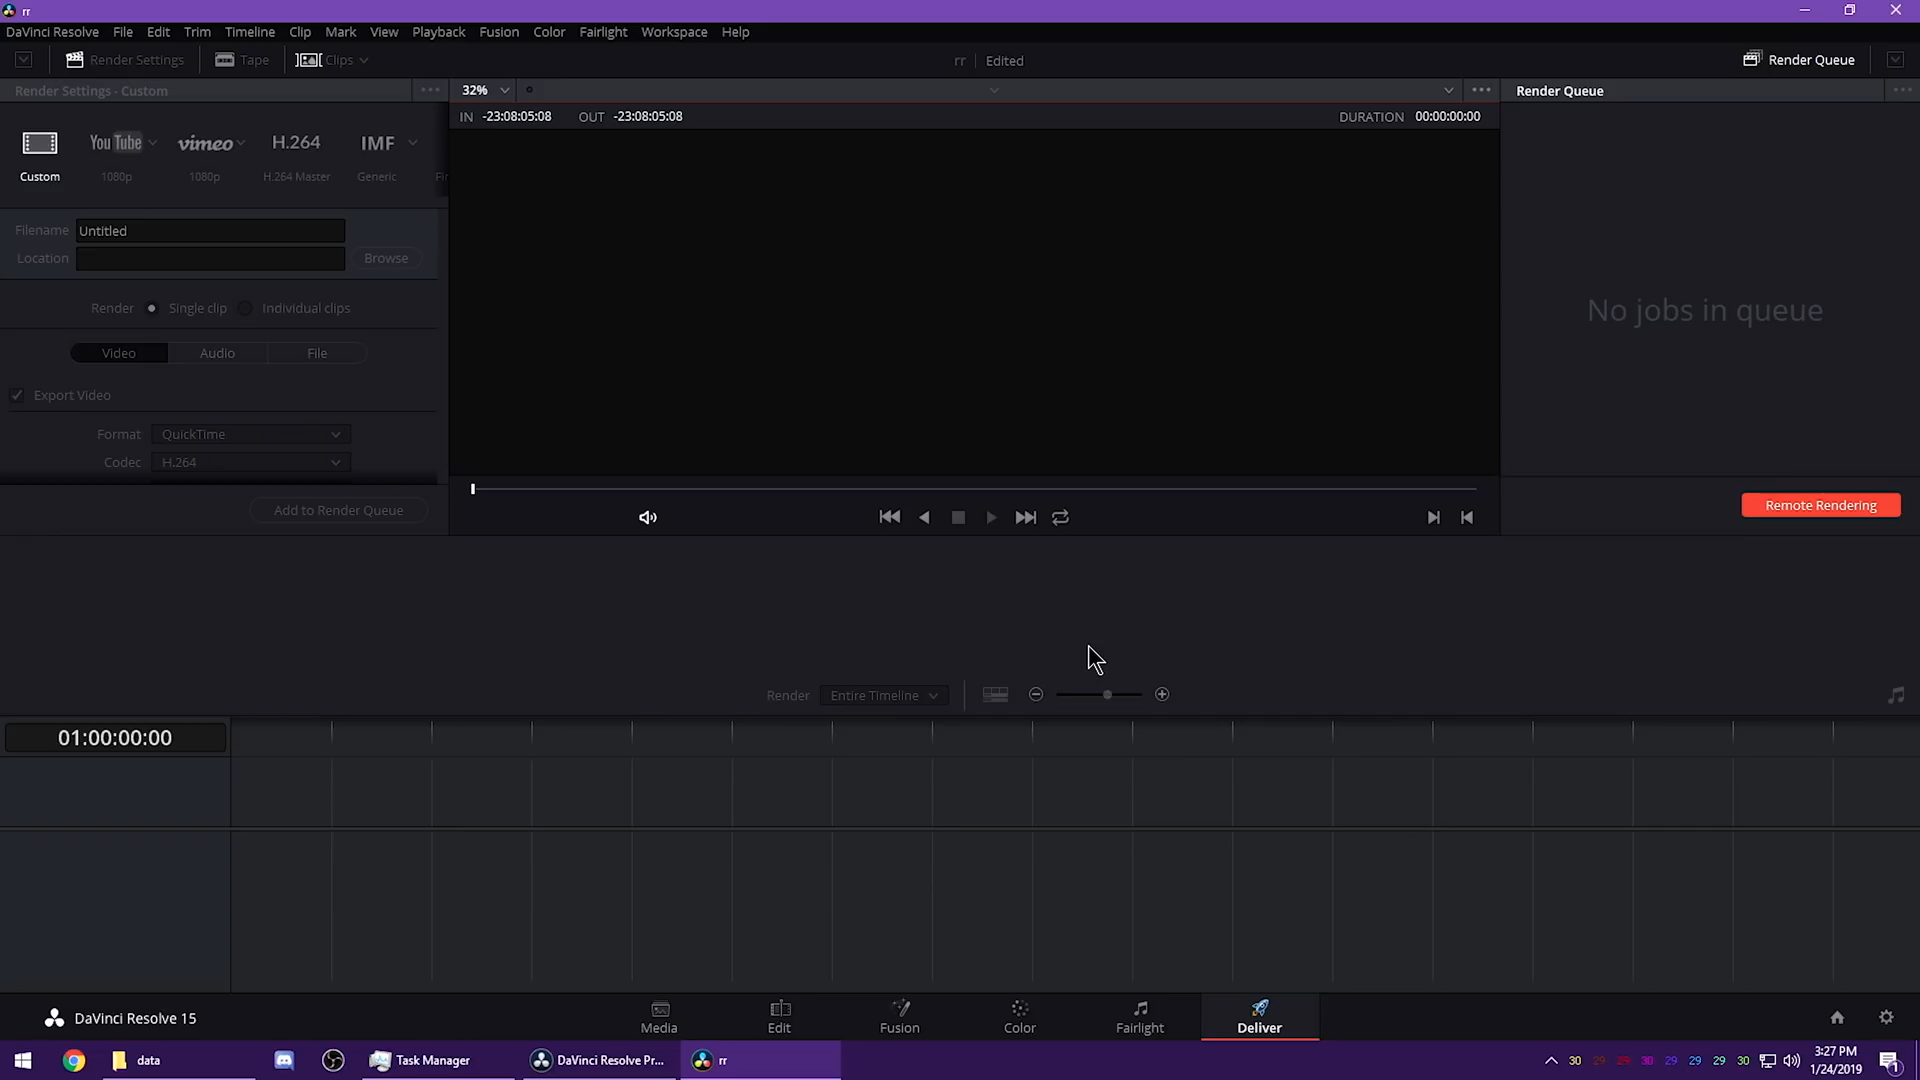 rr
DaVinci Resolve File Edit Trim Timeline Clip Mark View Playback Fusion Color Fairlight Workspace Help
Render Settings Tape Clips rr Edited Render Queue
Render Settings - Custom 32% Render Queue
IN -23:08:05:08 OUT -23:08:05:08 DURATION 00:00:00:00
YouTube vimeo H.264 IMF
Custom 1080p 1080p H.264 Master Generic
Filename Untitled
Location Browse
Render Single clip Individual clips
No jobs in queue
Video Audio File
Export Video
Format QuickTime
Codec H.264
Add to Render Queue Remote Rendering
Render Entire Timeline
01:00:00:00
DaVinci Resolve 15 Media Edit Fusion Color Fairlight Deliver
data Task Manager DaVinci Resolve Pr... rr 30 29 29 30 29 29 29 30 3:27 PM
1/24/2019 1